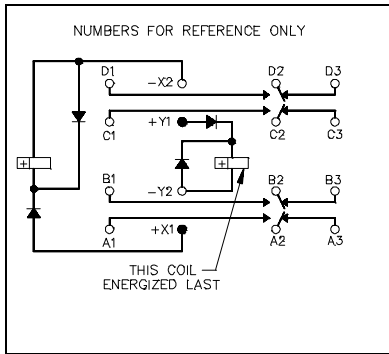 NUMBERS FOR REFERENCE ONLY
D1 -X2 D2 D3
+Y1
C1 C2 C3
+ +
B1 -Y2 B2 B3
+X1
A1 A2 A3
THIS COIL
ENERGIZED LAST